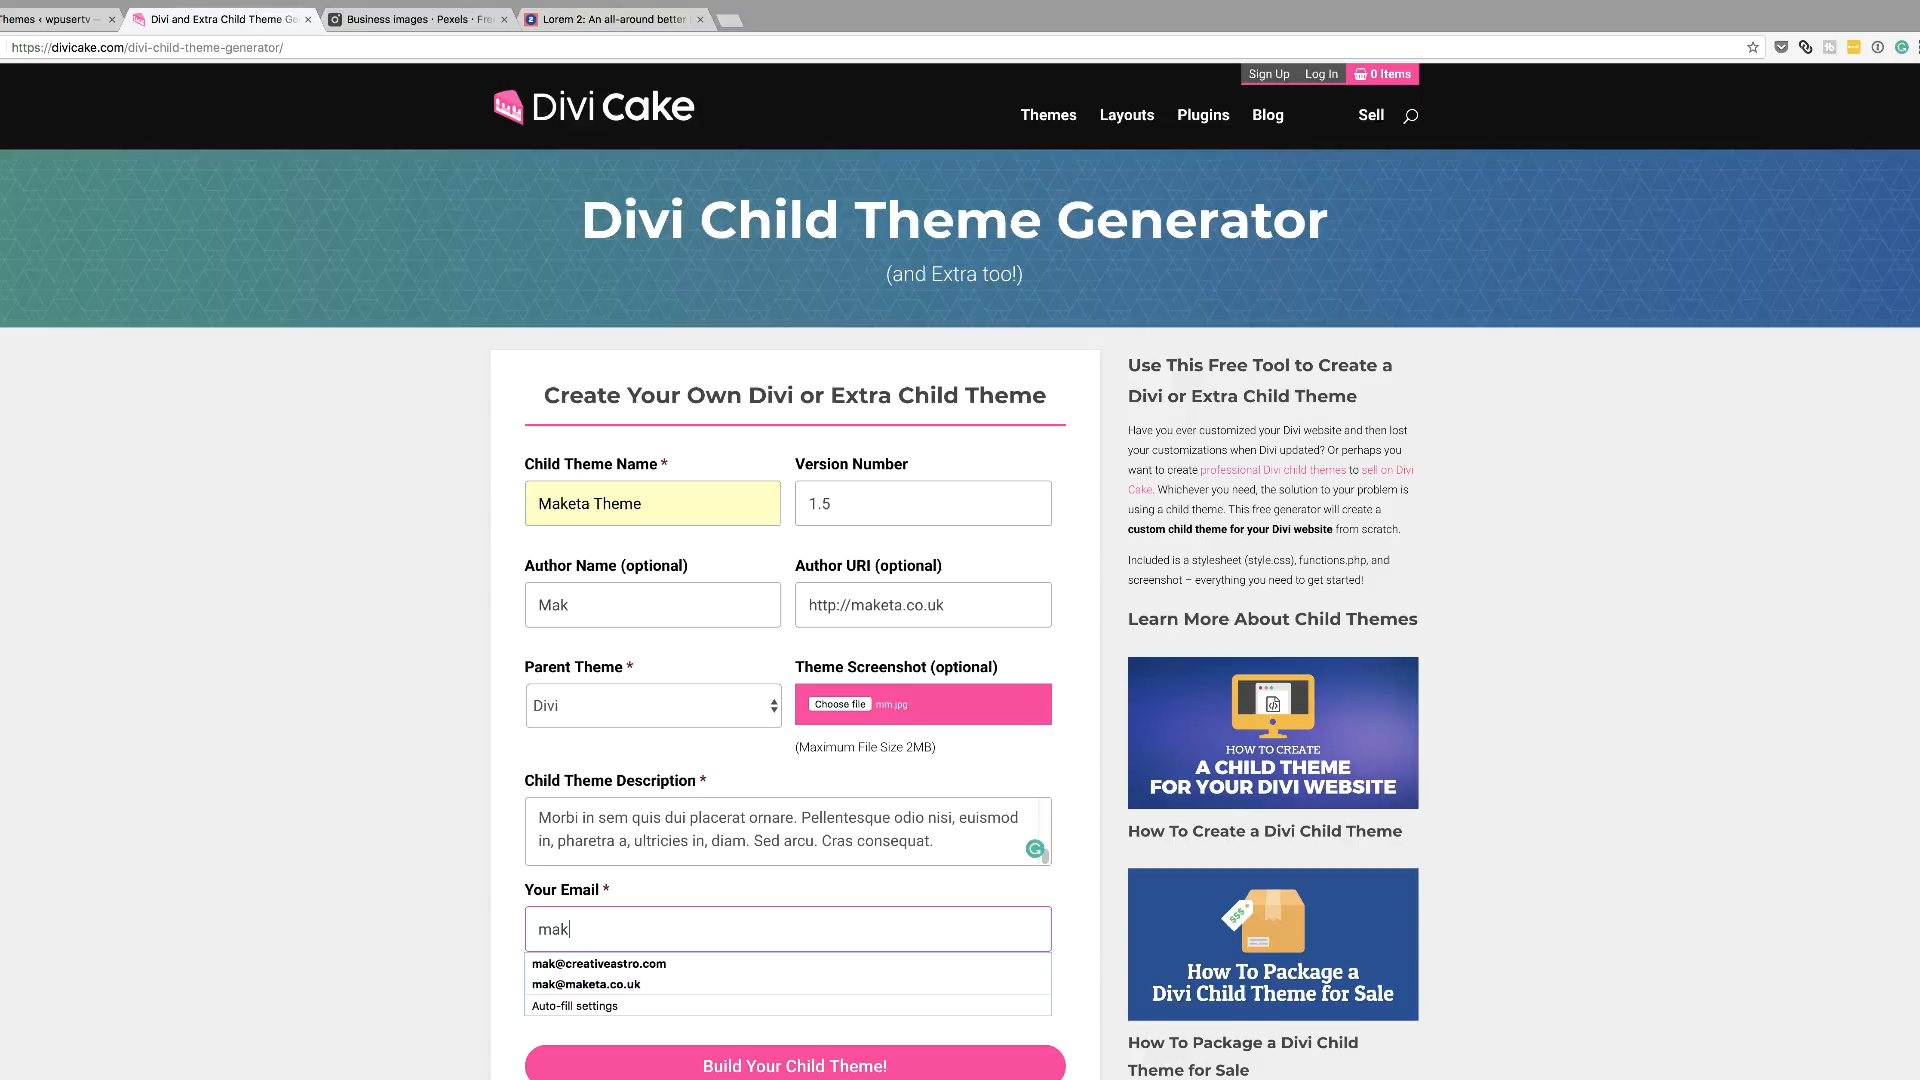 Themes ‹ wpusertv
Divi and Extra Child Theme Ge
Business images · Pexels · Free
Lorem 2: An all-around better
https://divicake.com/divi-child-theme-generator/
Sign Up Log In 0 Items
Divi Cake
Themes Layouts Plugins Blog Sell
Divi Child Theme Generator
(and Extra too!)
Create Your Own Divi or Extra Child Theme
Child Theme Name * Version Number
Maketa Theme 1.5
Author Name (optional) Author URI (optional)
Mak http://maketa.co.uk
Parent Theme * Theme Screenshot (optional)
Divi Choose file mm.jpg
(Maximum File Size 2MB)
Child Theme Description *
Morbi in sem quis dui placerat ornare. Pellentesque odio nisi, euismod
in, pharetra a, ultricies in, diam. Sed arcu. Cras consequat.
Your Email *
mak
mak@creativeastro.com
mak@maketa.co.uk
Auto-fill settings
Build Your Child Theme!
Use This Free Tool to Create a
Divi or Extra Child Theme
Have you ever customized your Divi website and then lost
your customizations when Divi updated? Or perhaps you
want to create professional Divi child themes to sell on Divi
Cake. Whichever you need, the solution to your problem is
using a child theme. This free generator will create a
custom child theme for your Divi website from scratch.
Included is a stylesheet (style.css), functions.php, and
screenshot – everything you need to get started!
Learn More About Child Themes
HOW TO CREATE
A CHILD THEME
FOR YOUR DIVI WEBSITE
How To Create a Divi Child Theme
$$$
How To Package a
Divi Child Theme for Sale
How To Package a Divi Child
Theme for Sale